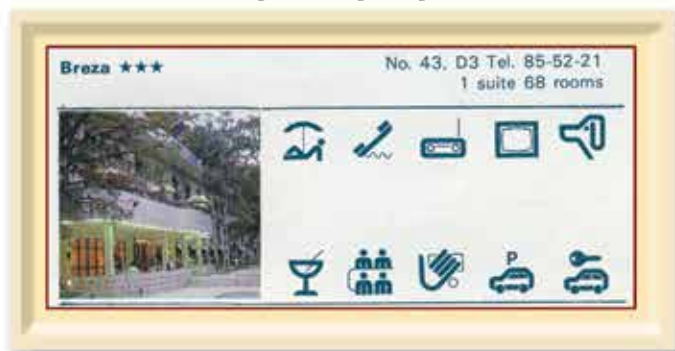 Breza ★★★
No. 43, D3 Tel. 85-52-21
1 suite 68 rooms
P